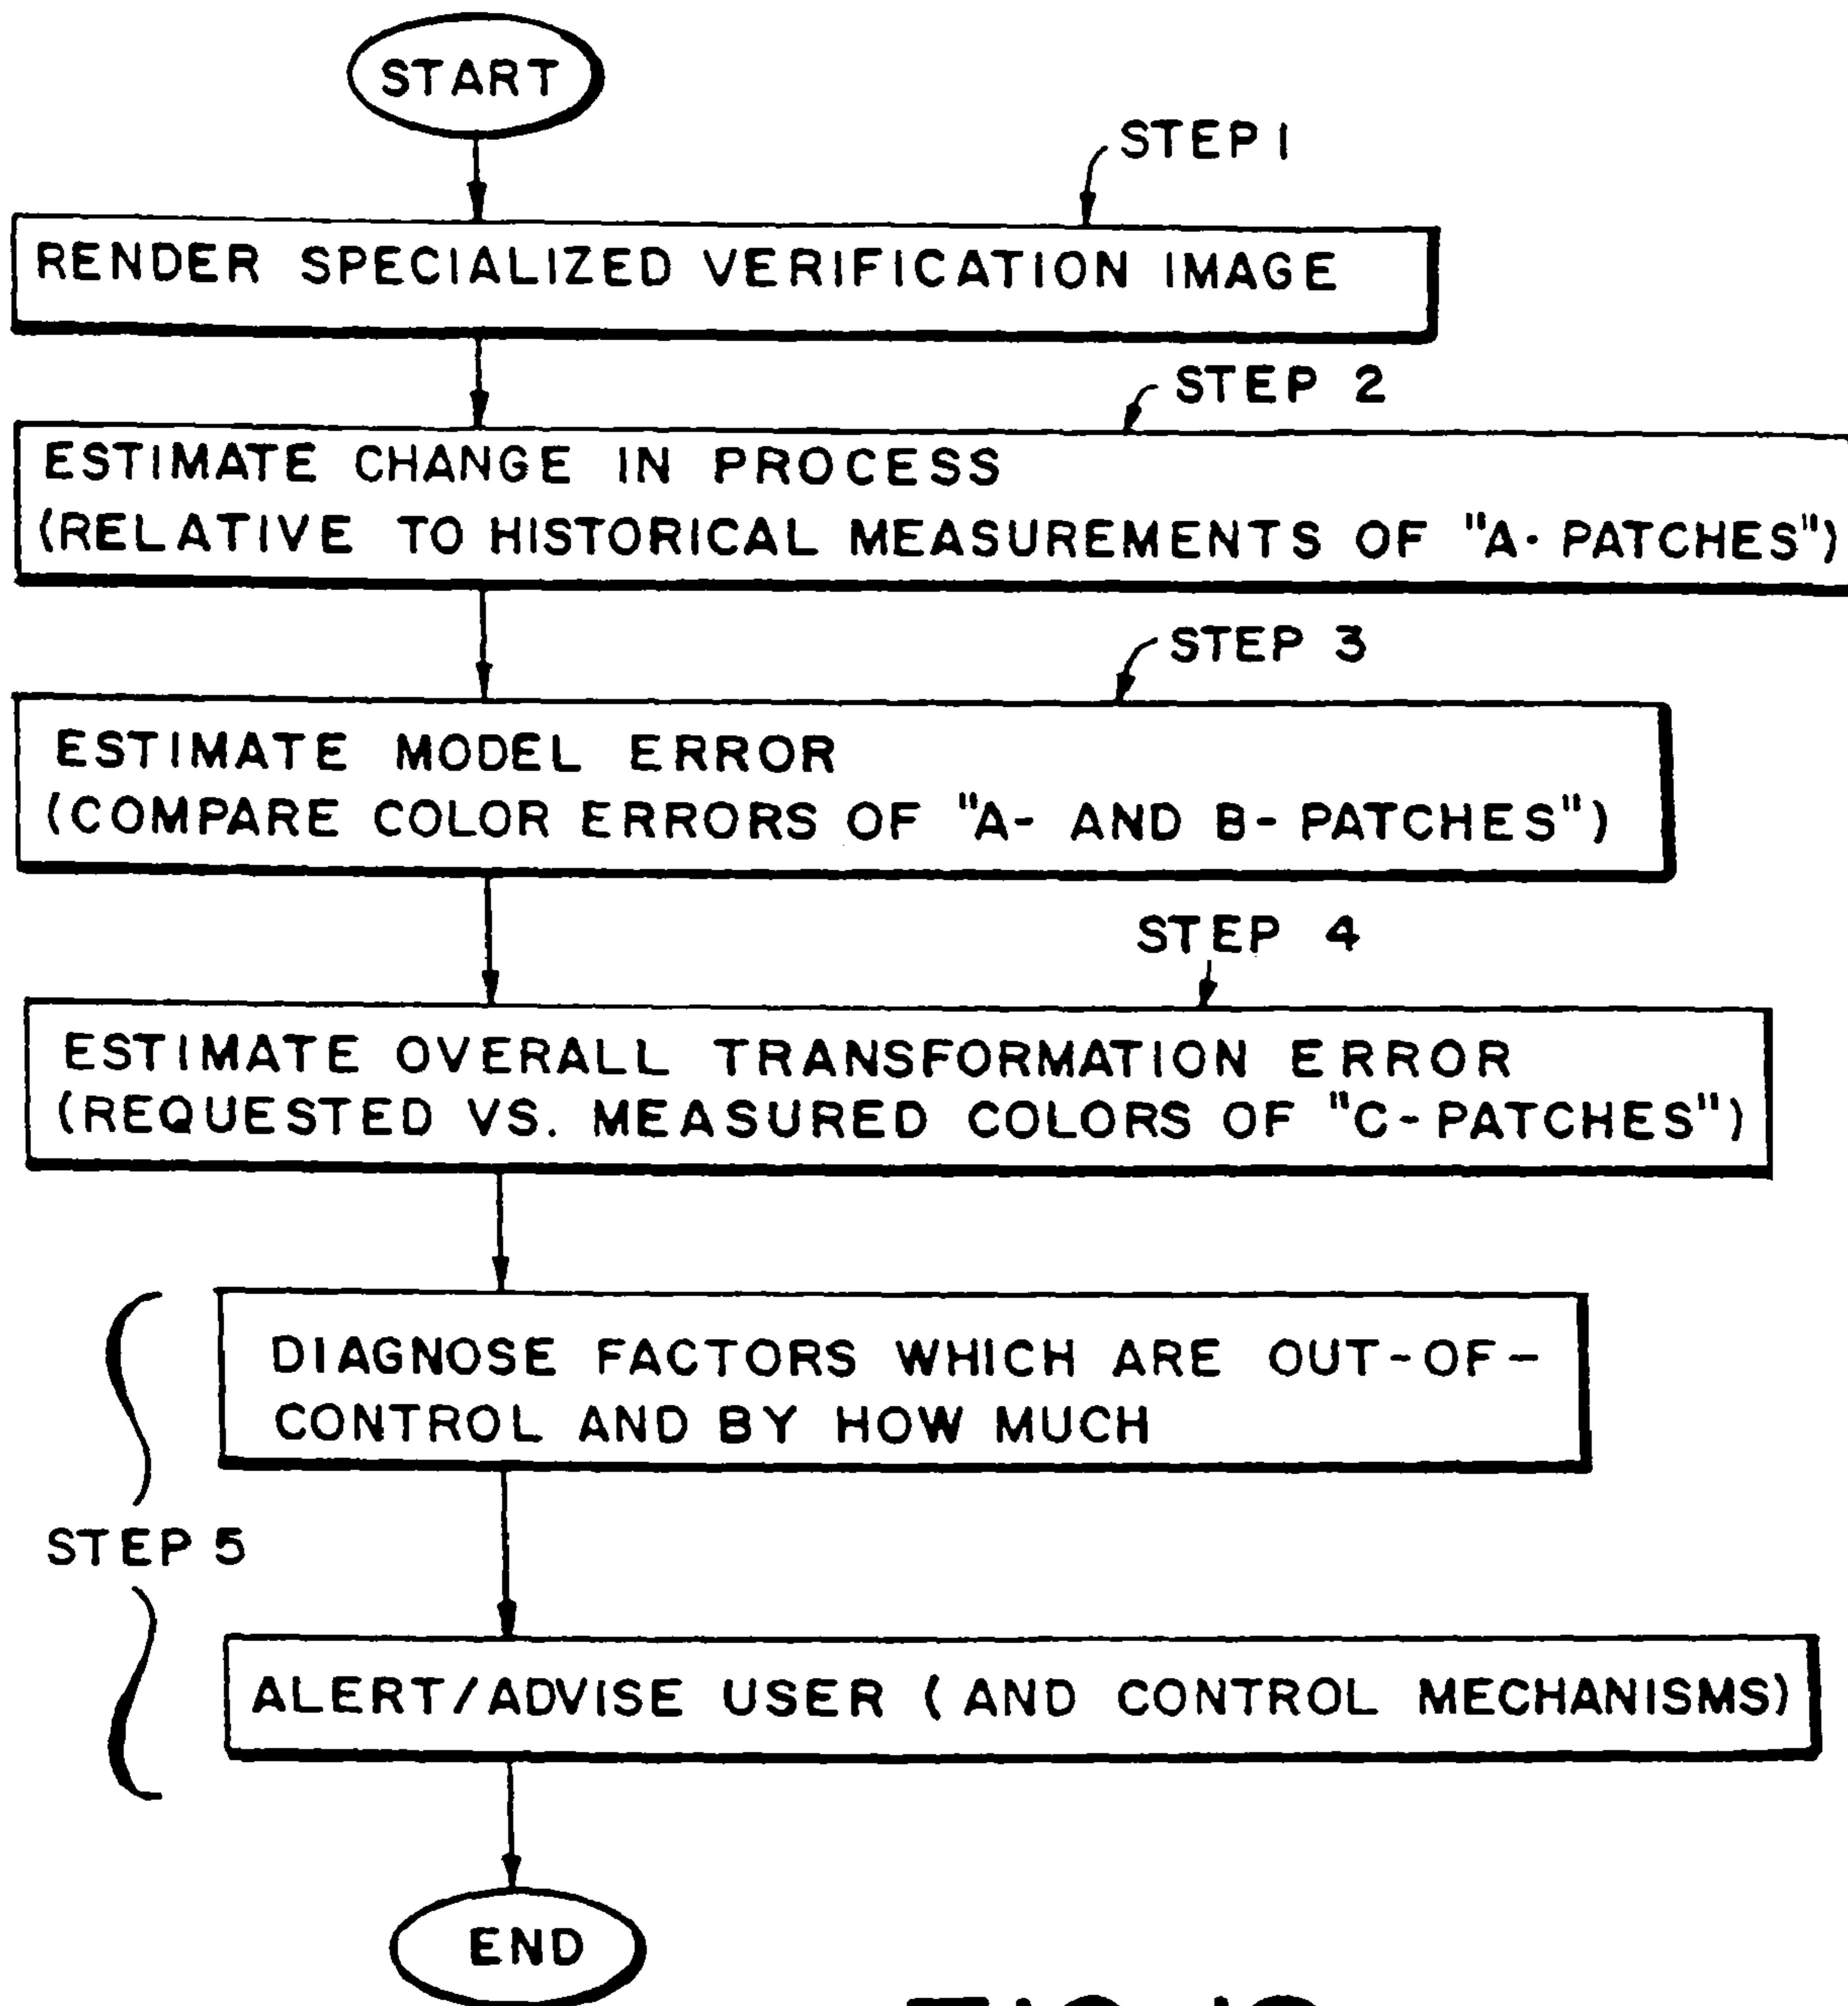 START
STEP 1
RENDER SPECIALIZED VERIFICATION IMAGE
STEP 2
ESTIMATE CHANGE IN PROCESS
(RELATIVE TO HISTORICAL MEASUREMENTS OF "A- PATCHES")
STEP 3
ESTIMATE MODEL ERROR
(COMPARE COLOR ERRORS OF "A- AND B- PATCHES")
STEP 4
ESTIMATE OVERALL TRANSFORMATION ERROR
(REQUESTED VS. MEASURED COLORS OF "C-PATCHES")
DIAGNOSE FACTORS WHICH ARE OUT-OF-
CONTROL AND BY HOW MUCH
STEP 5
ALERT/ADVISE USER (AND CONTROL MECHANISMS)
END